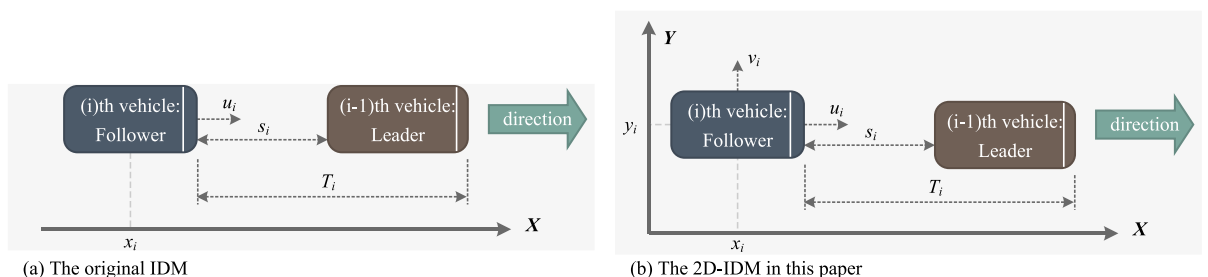 (i)th vehicle:
Follower
u_i
s_i
(i-1)th vehicle:
Leader
direction
T_i
X
x_i
(a) The original IDM
Y
v_i
(i)th vehicle:
Follower
u_i
s_i
(i-1)th vehicle:
Leader
direction
y_i
T_i
X
x_i
(b) The 2D-IDM in this paper